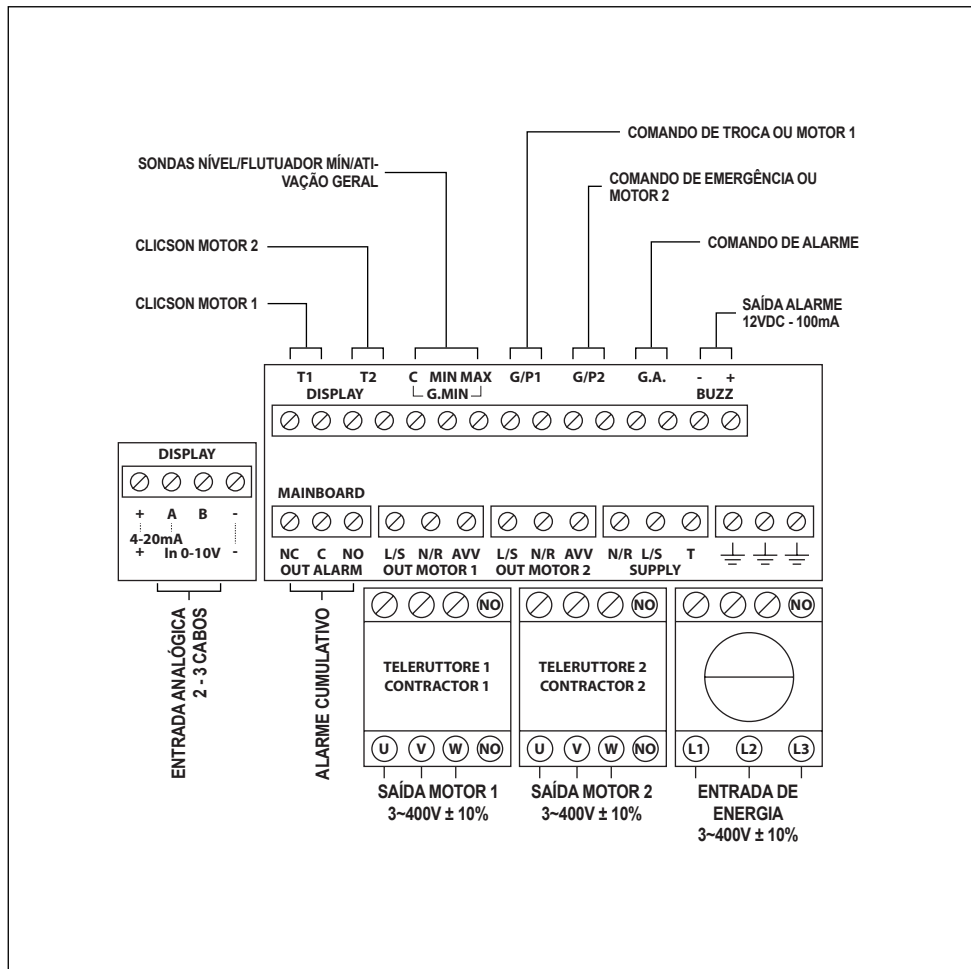 COMANDO DE TROCA OU MOTOR 1
SONDAS NÍVEL/FLUTUADOR MÍN/ATI-
VAÇÃO GERAL
COMANDO DE EMERGÊNCIA OU
MOTOR 2
CLICSON MOTOR 2
COMANDO DE ALARME
CLICSON MOTOR 1
SAÍDA ALARME
12VDC - 100mA
T1 T2 C MIN MAX G/P1 G/P2 G.A. - +
DISPLAY G.MIN BUZZ
DISPLAY
+ A B -
4-20mA
+ In 0-10V -
ENTRADA ANALÓGICA
2 - 3 CABOS
MAINBOARD
NC C NO L/S N/R AVV L/S N/R AVV N/R L/S T
OUT ALARM OUT MOTOR 1 OUT MOTOR 2 SUPPLY
ALARME CUMULATIVO
NO NO NO
TELERUTTORE 1
CONTRACTOR 1
TELERUTTORE 2
CONTRACTOR 2
U V W NO U V W NO L1 L2 L3
SAÍDA MOTOR 1
3~400V ± 10%
SAÍDA MOTOR 2
3~400V ± 10%
ENTRADA DE
ENERGIA
3~400V ± 10%